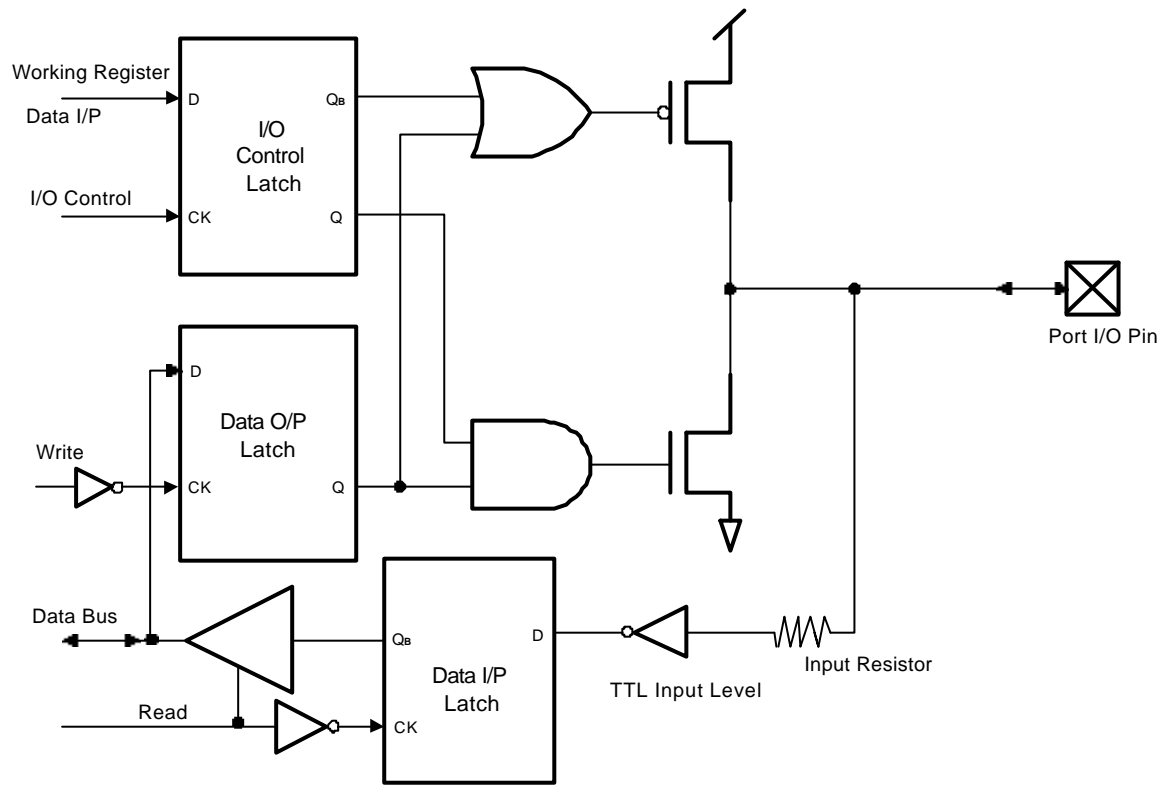 Working Register
Data I/P
I/O Control
D
CK
QB
Q
I/O
Control
Latch
Port I/O Pin
D
CK
Q
Data O/P
Latch
Write
Data Bus
Read
QB
CK
D
Data I/P
Latch
TTL Input Level
Input Resistor